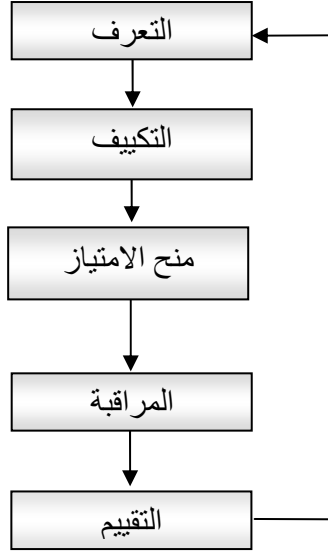 التعرف
التكييف
منح الامتياز
المراقبة
التقييم